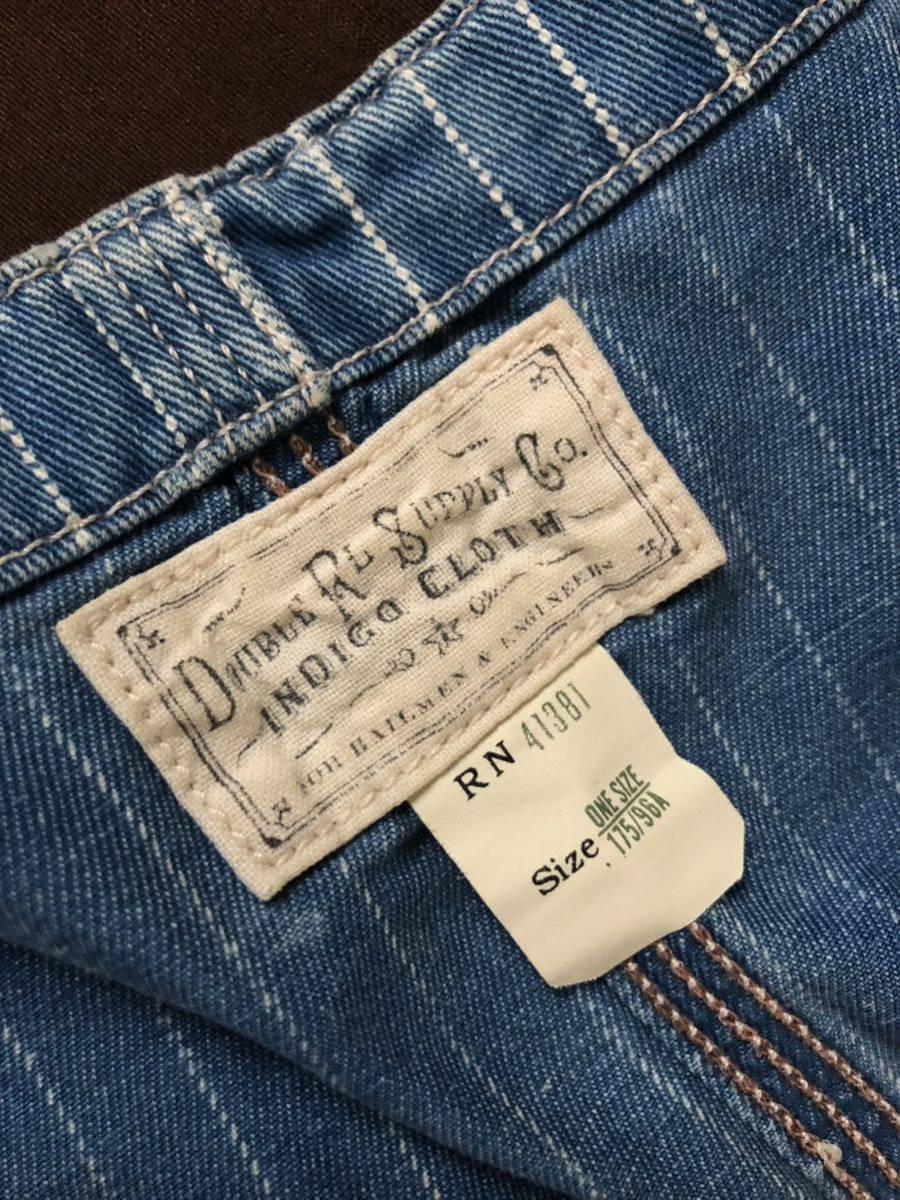 DOUBLE RL SUPPLY CO.
INDIGO CLOTH
FOR RAILMEN & ENGINEERS
RN 41381
Size ONE SIZE
175/96A